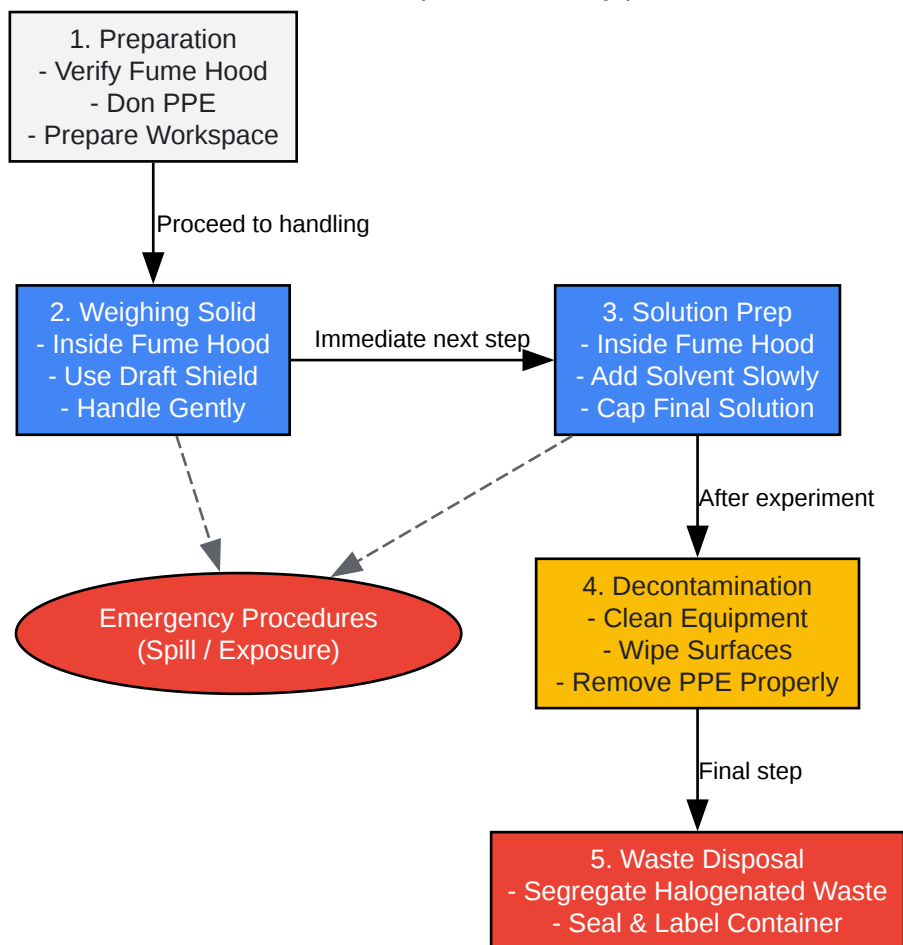 1. Preparation
- Verify Fume Hood
- Don PPE
- Prepare Workspace
Proceed to handling
2. Weighing Solid
- Inside Fume Hood
- Use Draft Shield
- Handle Gently
Immediate next step
3. Solution Prep
- Inside Fume Hood
- Add Solvent Slowly
- Cap Final Solution
After experiment
Emergency Procedures
(Spill / Exposure)
4. Decontamination
- Clean Equipment
- Wipe Surfaces
- Remove PPE Properly
Final step
5. Waste Disposal
- Segregate Halogenated Waste
- Seal & Label Container